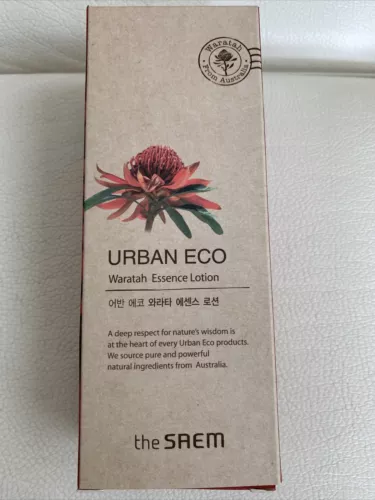 Waratah
From Australia
URBAN ECO
Waratah Essence Lotion
어반 에코 와라타 에센스 로션
A deep respect for nature's wisdom is
at the heart of every Urban Eco products.
We source pure and powerful
natural ingredients from Australia.
the SAEM